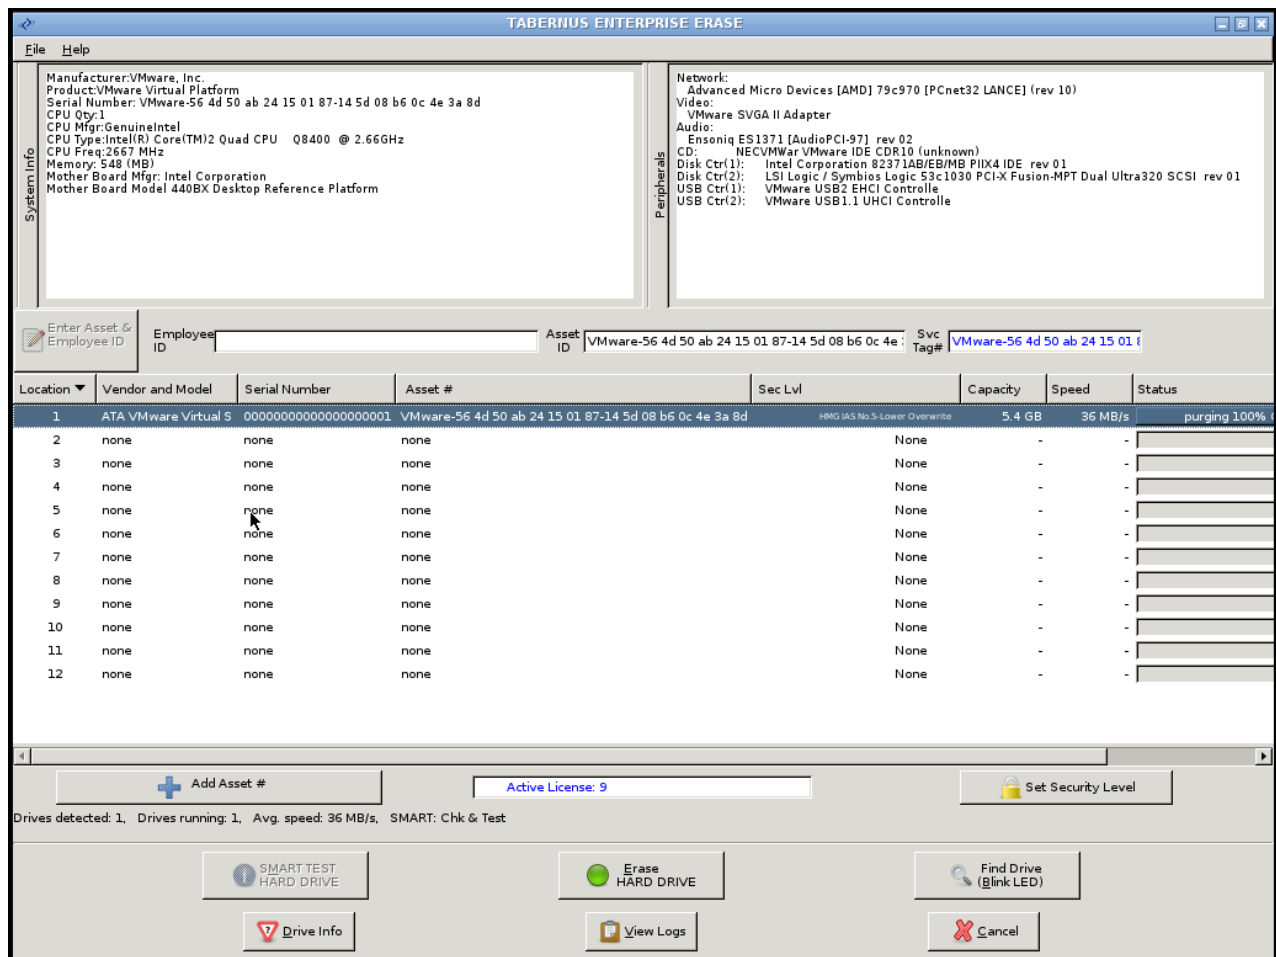 TABERNUS ENTERPRISE ERASE
File Help
System Info
Manufacturer:VMware, Inc.
Product:VMware Virtual Platform
Serial Number: VMware-56 4d 50 ab 24 15 01 87-14 5d 08 b6 0c 4e 3a 8d
CPU Qty:1
CPU Mfgr:GenuineIntel
CPU Type:Intel(R) Core(TM)2 Quad CPU Q8400 @ 2.66GHz
CPU Freq:2667 MHz
Memory: 548 (MB)
Mother Board Mfgr: Intel Corporation
Mother Board Model 440BX Desktop Reference Platform
Peripherals
Network:
Advanced Micro Devices [AMD] 79c970 [PCnet32 LANCE] (rev 10)
Video:
VMware SVGA II Adapter
Audio:
Ensoniq ES1371 [AudioPCI-97] rev 02
CD: NECVMWar VMware IDE CDR10 (unknown)
Disk Ctr(1): Intel Corporation 82371AB/EB/MB PIIX4 IDE rev 01
Disk Ctr(2): LSI Logic / Symbios Logic 53c1030 PCI-X Fusion-MPT Dual Ultra320 SCSI rev 01
USB Ctr(1): VMware USB2 EHCI Controlle
USB Ctr(2): VMware USB1.1 UHCI Controlle
Enter Asset &
Employee ID
Employee
ID
Asset
ID
VMware-56 4d 50 ab 24 15 01 87-14 5d 08 b6 0c 4e
Svc
Tag#
VMware-56 4d 50 ab 24 15 01
Location Vendor and Model Serial Number Asset # Sec Lvl Capacity Speed Status
1 ATA VMware Virtual S 00000000000000000001 VMware-56 4d 50 ab 24 15 01 87-14 5d 08 b6 0c 4e 3a 8d HMG IAS No.5-Lower Overwrite 5.4 GB 36 MB/s purging 100%
2 none none none None - -
3 none none none None - -
4 none none none None - -
5 none none none None - -
6 none none none None - -
7 none none none None - -
8 none none none None - -
9 none none none None - -
10 none none none None - -
11 none none none None - -
12 none none none None - -
Add Asset #
Active License: 9
Set Security Level
Drives detected: 1, Drives running: 1, Avg. speed: 36 MB/s, SMART: Chk & Test
SMART TEST
HARD DRIVE
Erase
HARD DRIVE
Find Drive
(Blink LED)
Drive Info
View Logs
Cancel